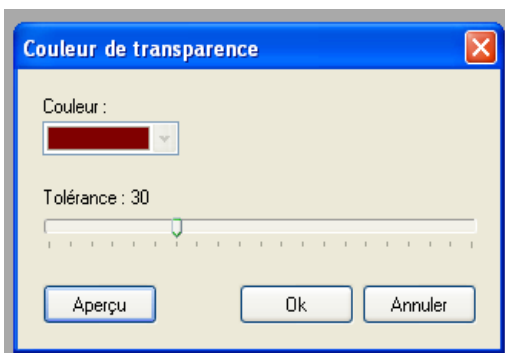 Couleur de transparence
Couleur :
Tolérance : 30
Aperçu Ok Annuler